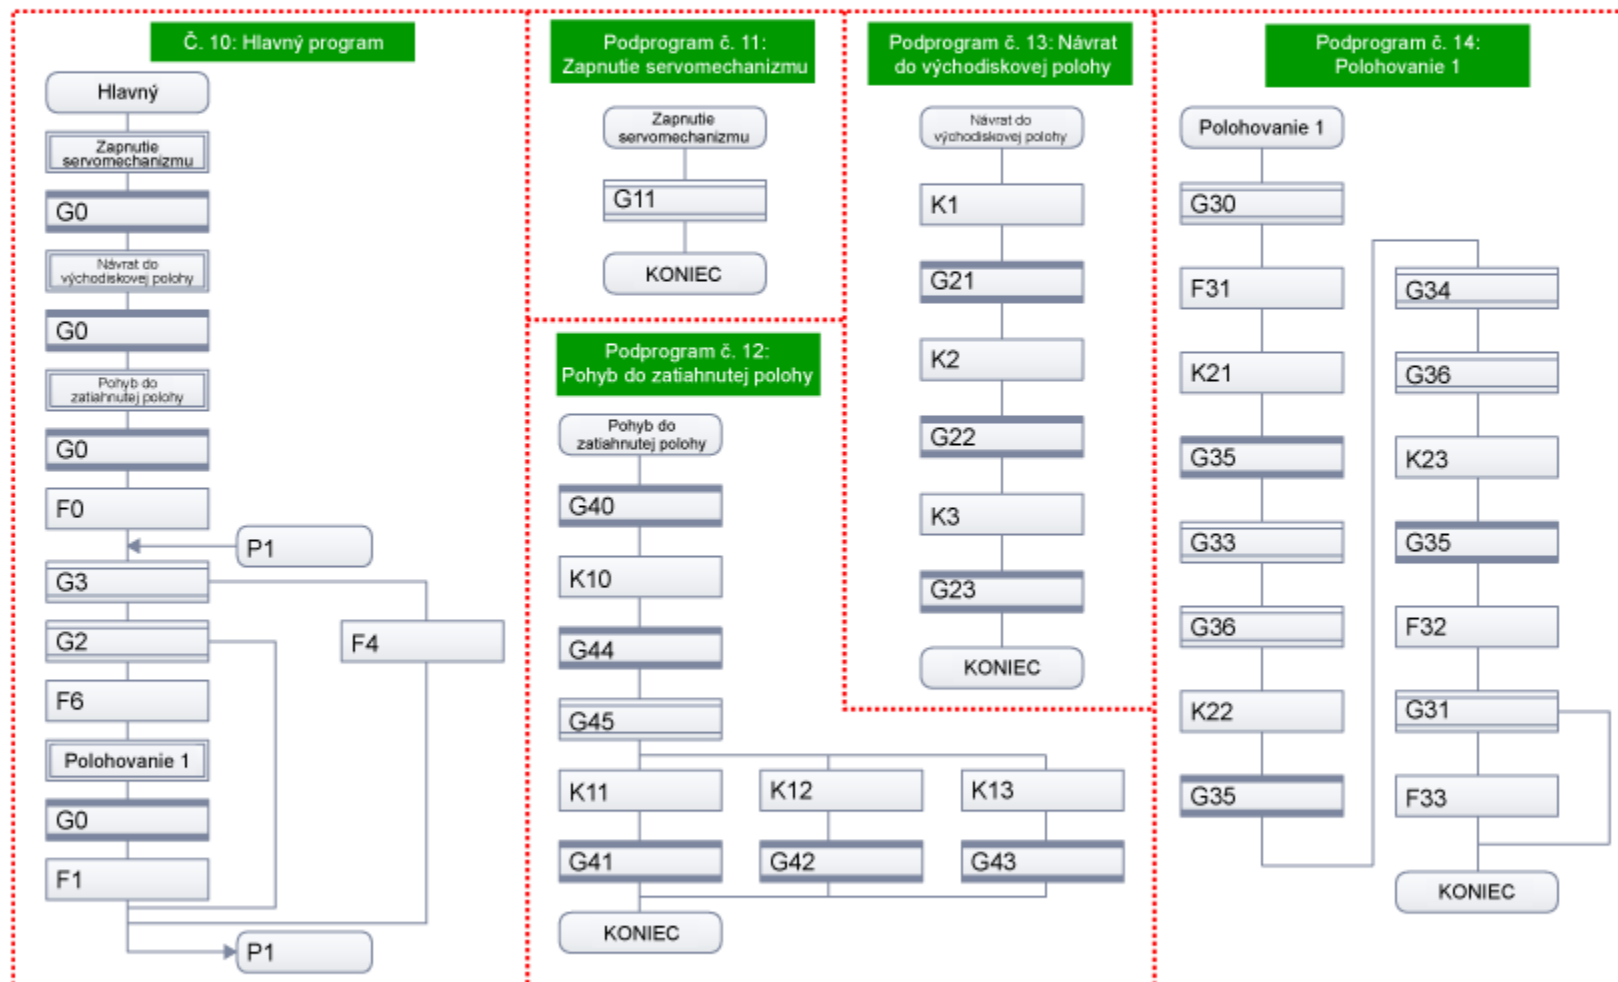 Č. 10: Hlavný program
Hlavný
Zapnutie
servomechanizmu
G0
Návrat do
východiskovej polohy
G0
Pohyb do
zatiahnutej polohy
G0
F0
P1
G3
G2
F4
F6
Polohovanie 1
G0
F1
P1
Podprogram č. 11:
Zapnutie servomechanizmu
Zapnutie
servomechanizmu
G11
KONIEC
Podprogram č. 12:
Pohyb do zatiahnutej polohy
Pohyb do
zatiahnutej polohy
G40
K10
G44
G45
K11
K12
K13
G41
G42
G43
KONIEC
Podprogram č. 13: Návrat
do východiskovej polohy
Návrat do
východiskovej polohy
K1
G21
K2
G22
K3
G23
KONIEC
Podprogram č. 14:
Polohovanie 1
Polohovanie 1
G30
F31
K21
G35
G33
G36
K22
G35
G34
G36
K23
G35
F32
G31
F33
KONIEC